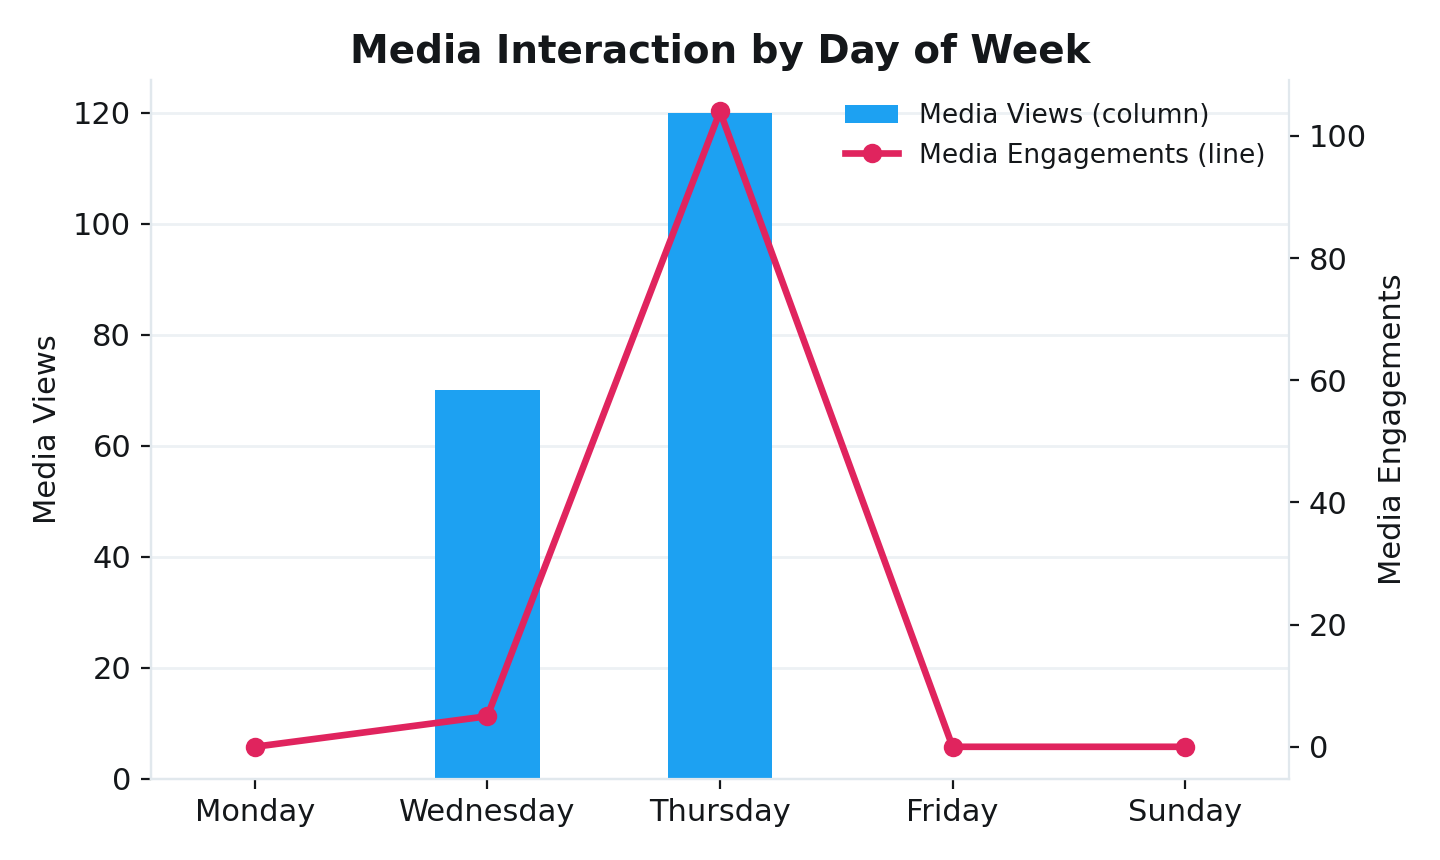 Media Interaction by Day of Week
Media Views (column)
Media Engagements (line)
Media Views
120
100
80
60
40
20
0
100
80
60
40
20
0
Media Engagements
Monday
Wednesday
Thursday
Friday
Sunday